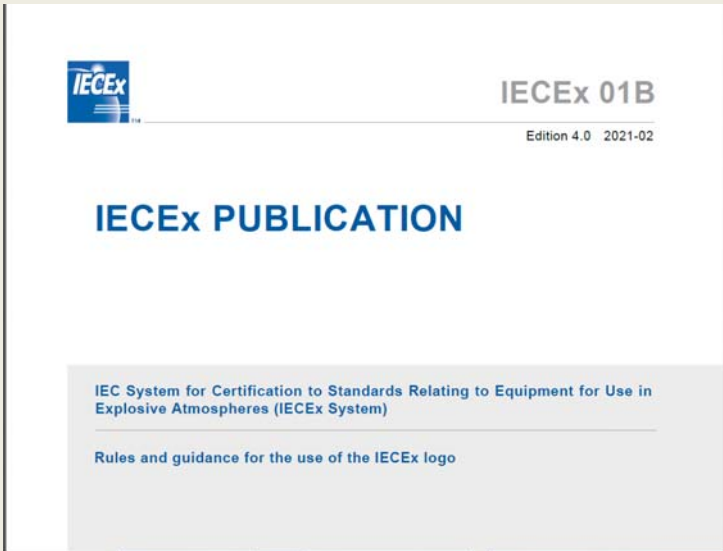 IECEx
IECEx 01B
Edition 4.0 2021-02
IECEx PUBLICATION
IEC System for Certification to Standards Relating to Equipment for Use in
Explosive Atmospheres (IECEx System)
Rules and guidance for the use of the IECEx logo